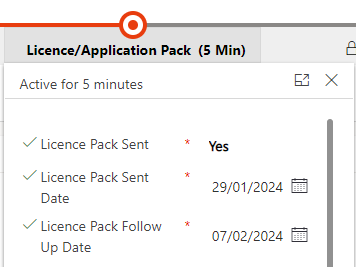 Licence/Application Pack (5 Min)
Active for 5 minutes
Licence Pack Sent * Yes
Licence Pack Sent * 29/01/2024
Date
Licence Pack Follow * 07/02/2024
Up Date